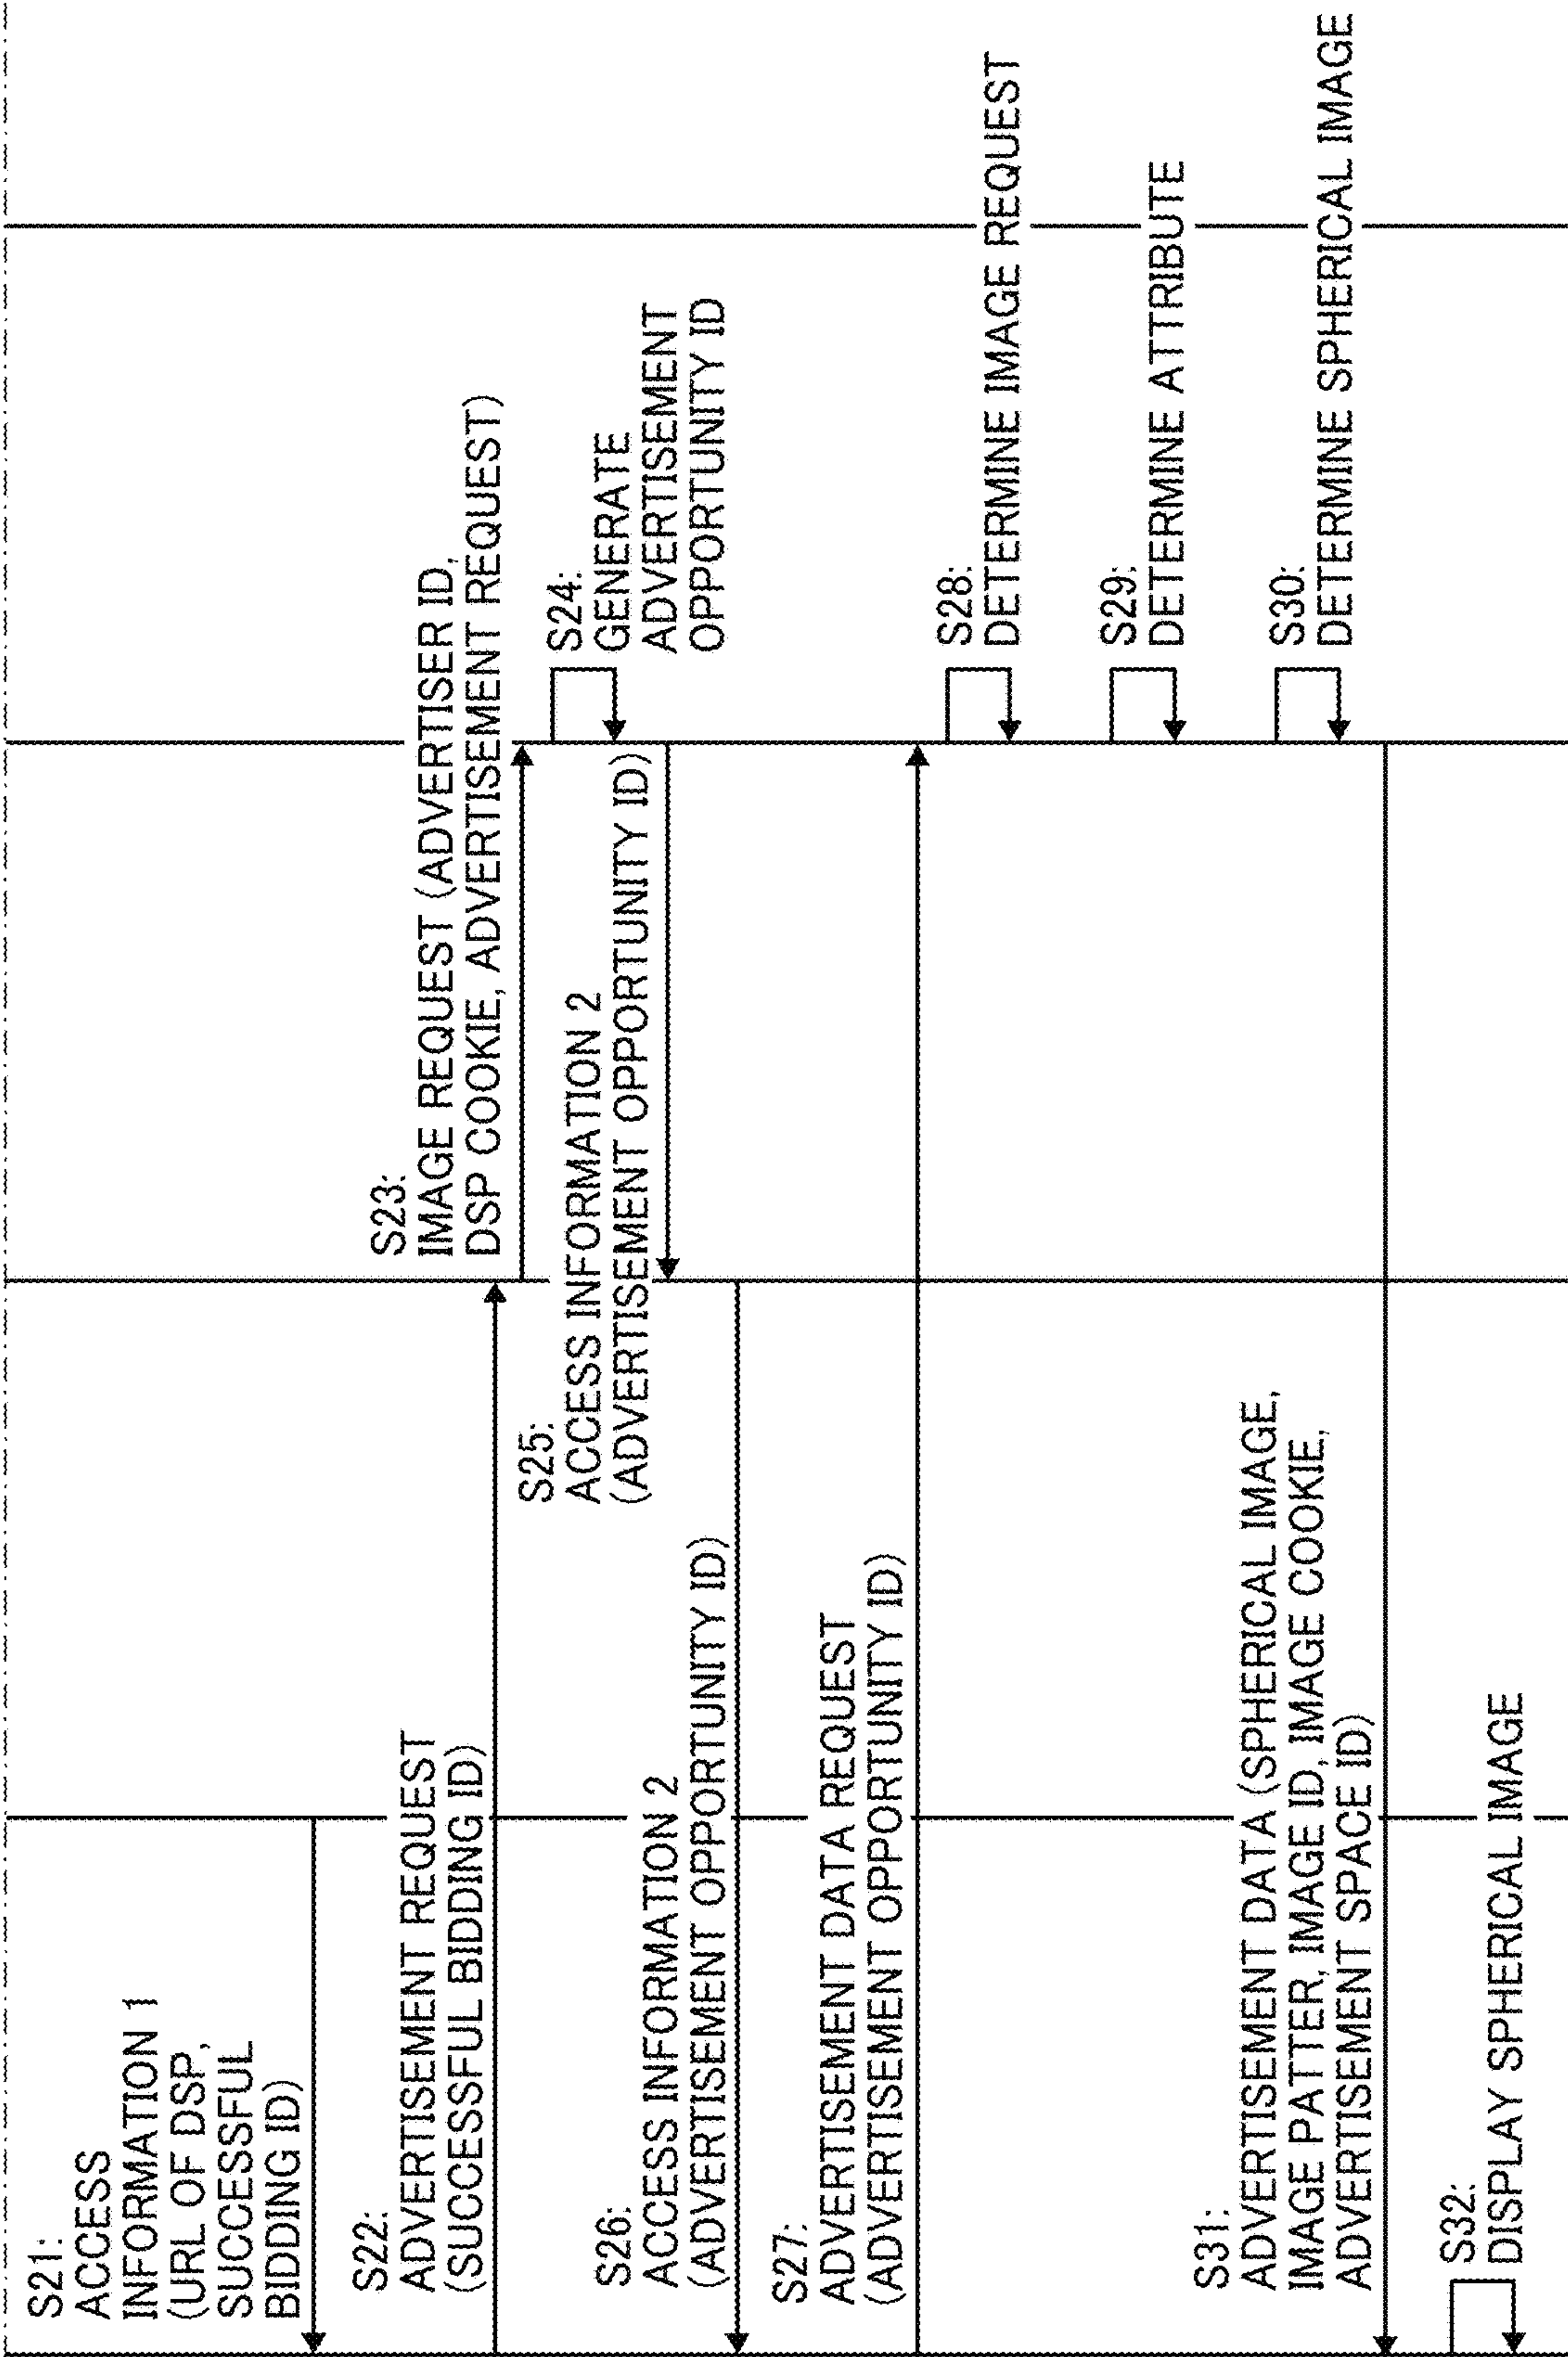 S21:
ACCESS
INFORMATION 1
(URL OF DSP,
SUCCESSFUL
BIDDING ID)
S22:
ADVERTISEMENT REQUEST
(SUCCESSFUL BIDDING ID)
S23:
IMAGE REQUEST (ADVERTISER ID,
DSP COOKIE, ADVERTISEMENT REQUEST)
S24:
GENERATE
ADVERTISEMENT
OPPORTUNITY ID
S25:
ACCESS INFORMATION 2
(ADVERTISEMENT OPPORTUNITY ID)
S26:
ACCESS INFORMATION 2
(ADVERTISEMENT OPPORTUNITY ID)
S27:
ADVERTISEMENT DATA REQUEST
(ADVERTISEMENT OPPORTUNITY ID)
S28:
DETERMINE IMAGE REQUEST
S29:
DETERMINE ATTRIBUTE
S30:
DETERMINE SPHERICAL IMAGE
S31:
ADVERTISEMENT DATA (SPHERICAL IMAGE,
IMAGE PATTER, IMAGE ID, IMAGE COOKIE,
ADVERTISEMENT SPACE ID)
S32:
DISPLAY SPHERICAL IMAGE